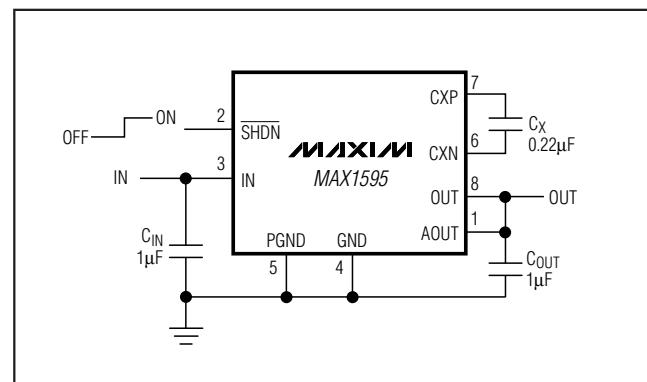 OFF
ON
2
SHDN
IN
3
IN
C_IN
1µF
MAXIM
MAX1595
PGND
5
GND
4
7
CXP
C_X
0.22µF
6
CXN
8
OUT
OUT
1
AOUT
C_OUT
1µF